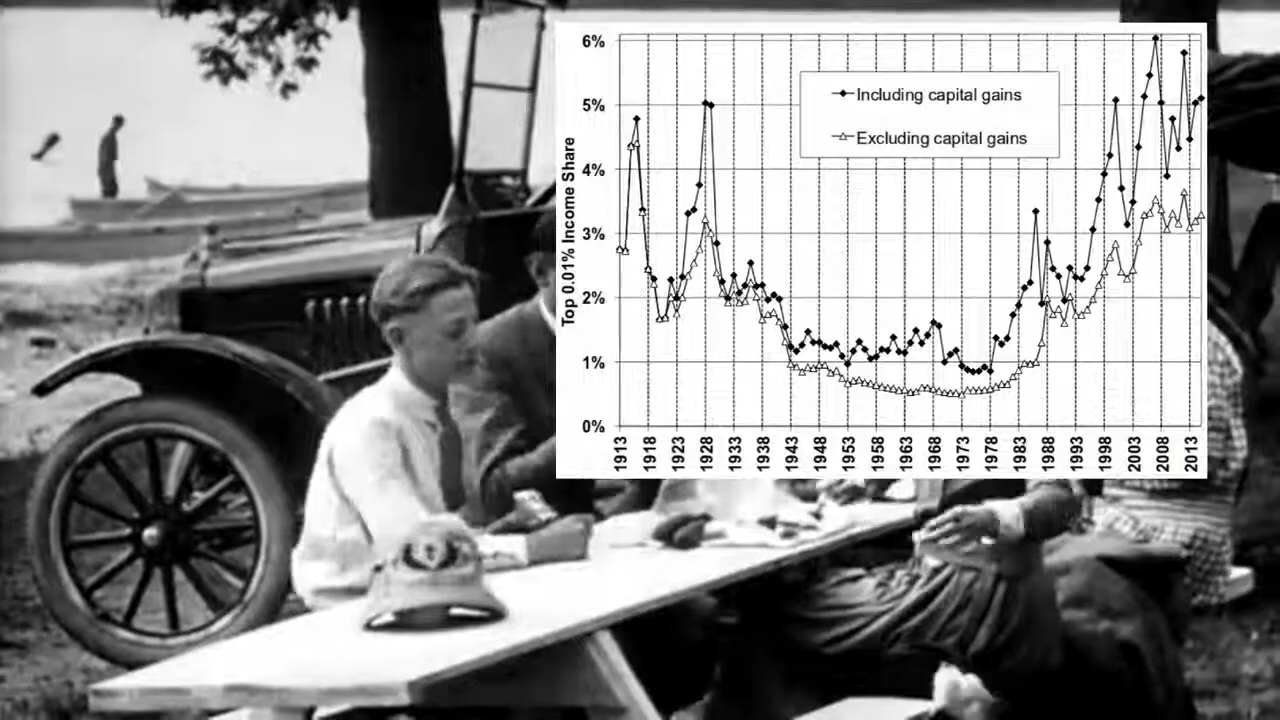 6%
5%
4%
3%
2%
1%
0%
Top 0.01% Income Share
Including capital gains
Excluding capital gains
1913 1918 1923 1928 1933 1938 1943 1948 1953 1958 1963 1968 1973 1978 1983 1988 1993 1998 2003 2008 2013